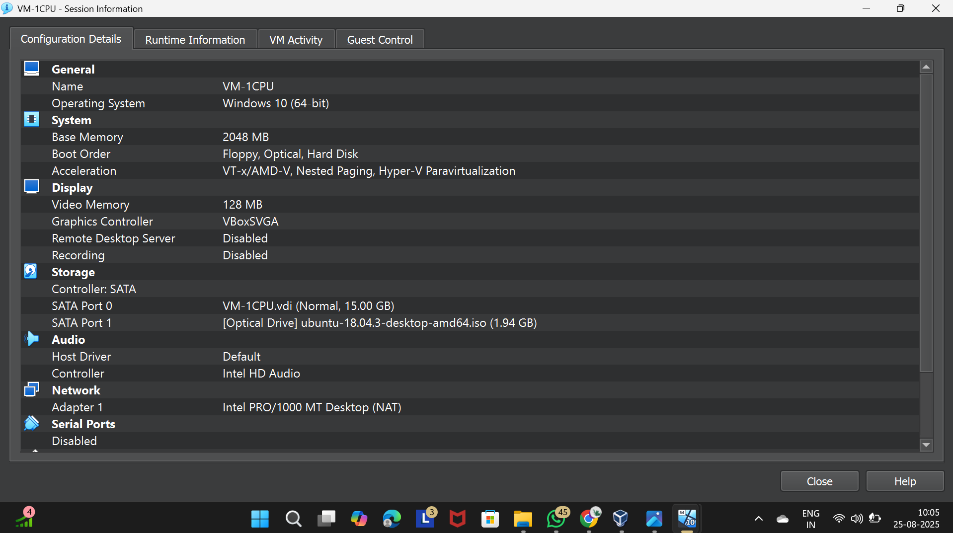 VM-1CPU - Session Information
Configuration Details Runtime Information VM Activity Guest Control
General
Name VM-1CPU
Operating System Windows 10 (64-bit)
System
Base Memory 2048 MB
Boot Order Floppy, Optical, Hard Disk
Acceleration VT-x/AMD-V, Nested Paging, Hyper-V Paravirtualization
Display
Video Memory 128 MB
Graphics Controller VBoxSVGA
Remote Desktop Server Disabled
Recording Disabled
Storage
Controller: SATA
SATA Port 0 VM-1CPU.vdi (Normal, 15.00 GB)
SATA Port 1 [Optical Drive] ubuntu-18.04.3-desktop-amd64.iso (1.94 GB)
Audio
Host Driver Default
Controller Intel HD Audio
Network
Adapter 1 Intel PRO/1000 MT Desktop (NAT)
Serial Ports
Disabled
Close Help
4 L 3 45 10 ENG 10:05
IN 25-08-2025